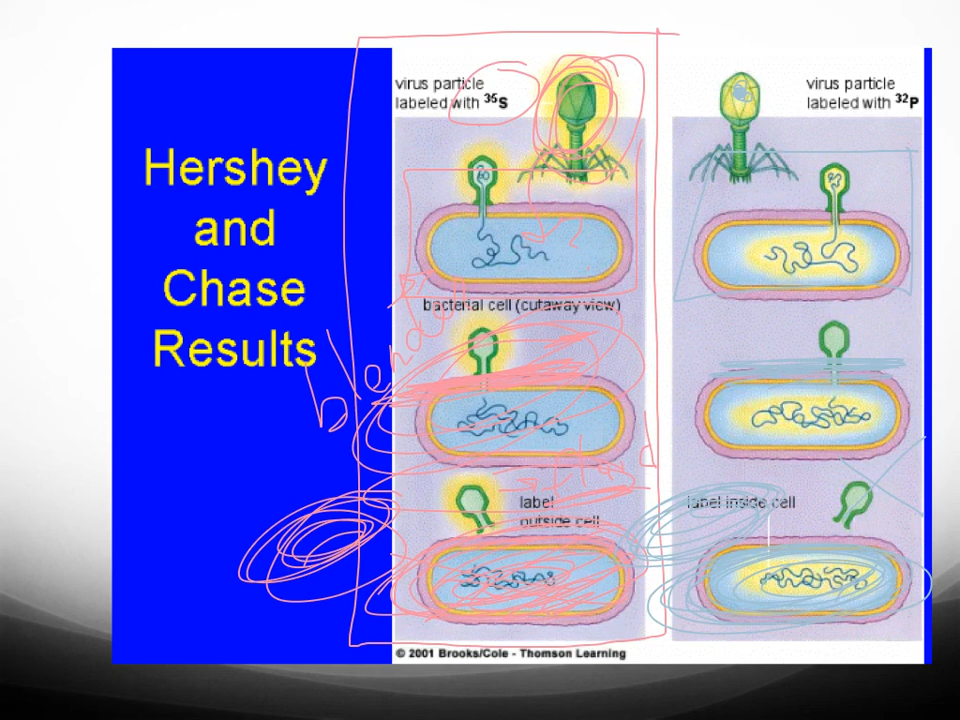 Hershey
and
Chase
Results
virus particle
labeled with ³⁵S
virus particle
labeled with ³²P
bacterial cell (cutaway view)
blender
label
outside cell
label inside cell
© 2001 Brooks/Cole - Thomson Learning